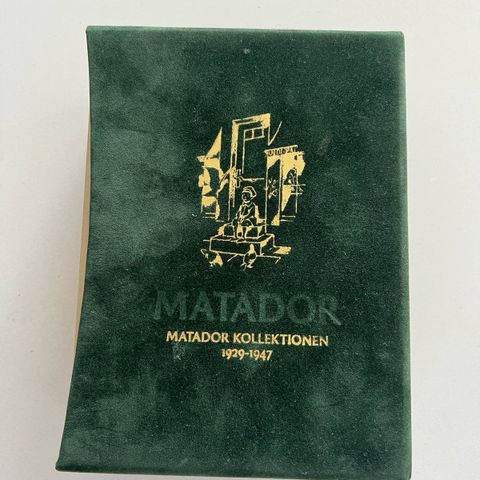 MATADOR
MATADOR KOLLEKTIONEN
1929-1947